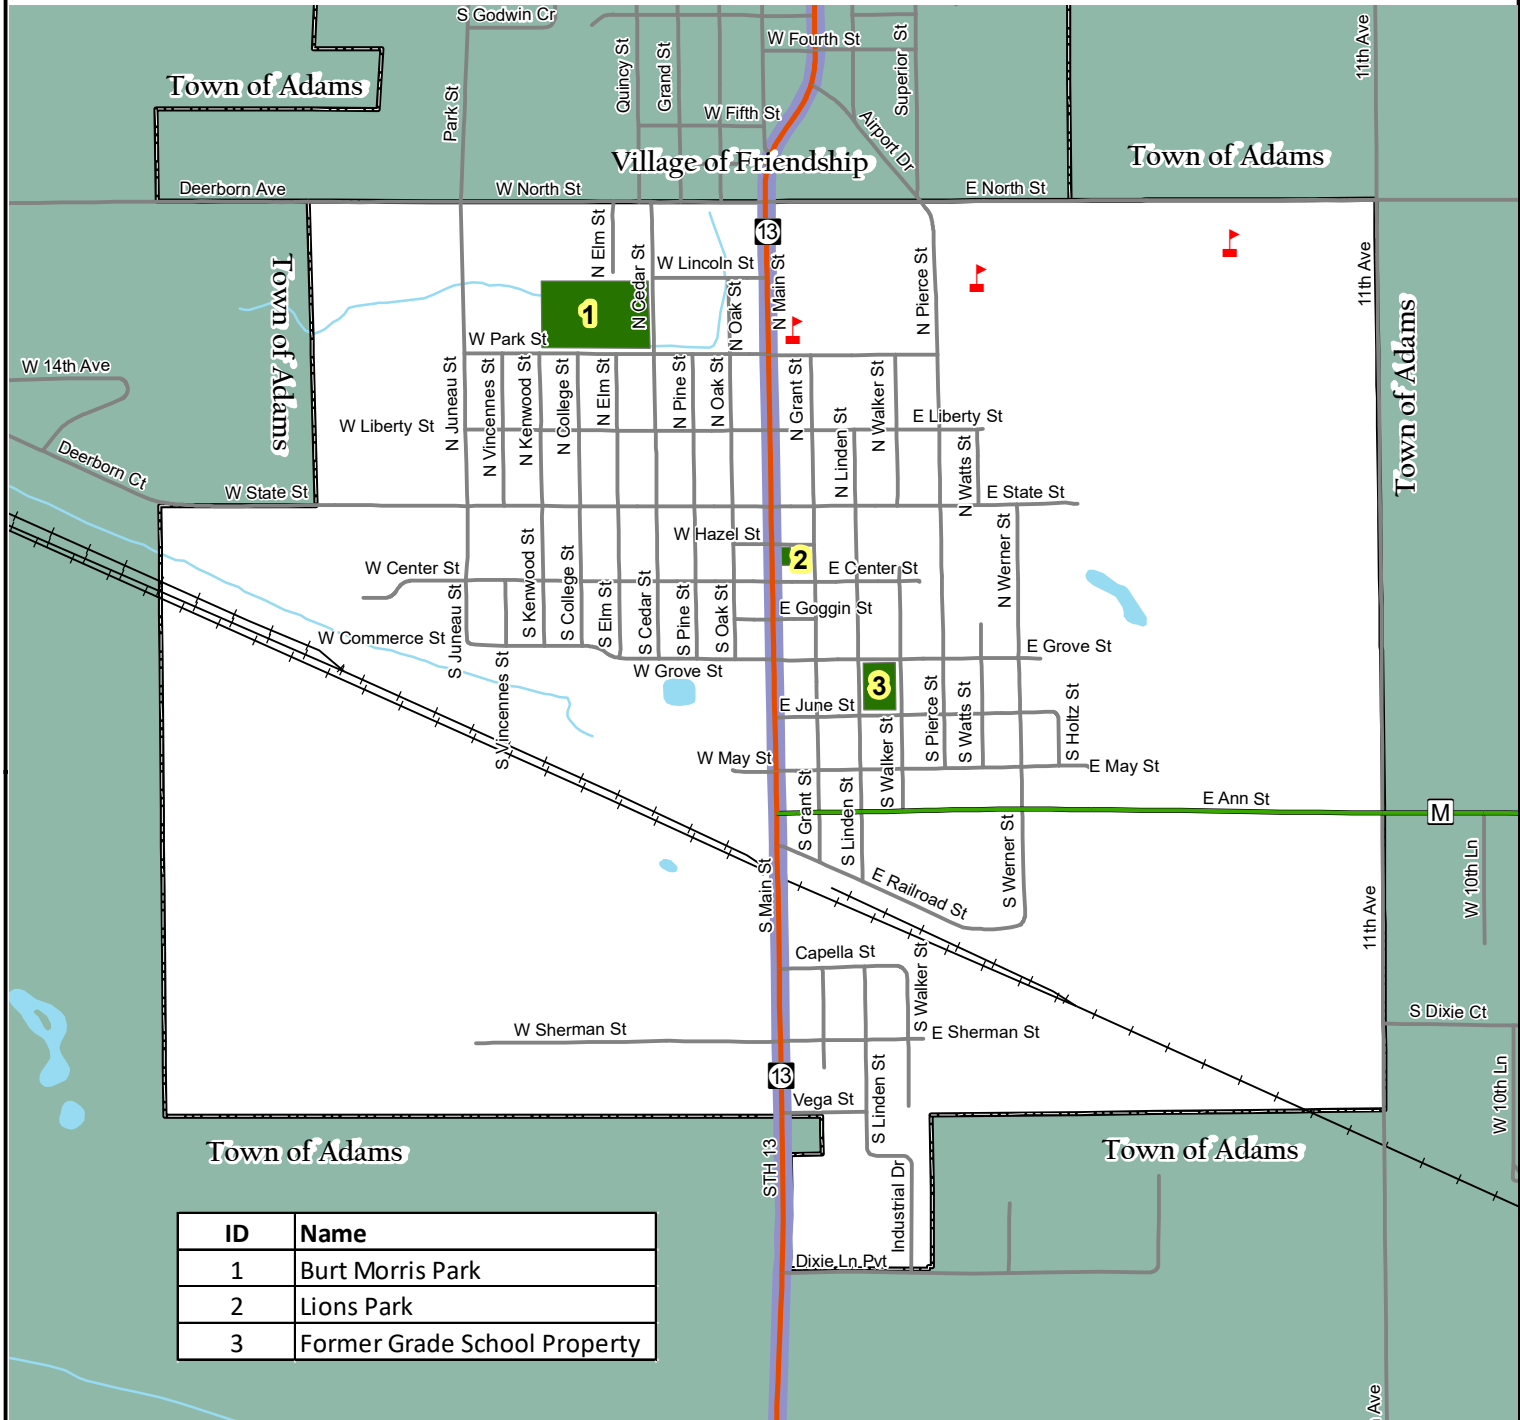 S Godwin Cr
W Fourth St
Superior St
11th Ave
Quincy St
Grand St
Town of Adams
Park St
W Fifth St
Airport Dr
Village of Friendship
Town of Adams
Deerborn Ave
W North St
E North St
13
N Elm St
N Cedar St
W Lincoln St
N Main St
N Pierce St
11th Ave
Town of Adams
1
N Oak St
W Park St
Town of Adams
W 14th Ave
N Juneau St
N Vincennes St
N Kenwood St
N College St
N Elm St
N Pine St
N Oak St
N Grant St
N Linden St
N Walker St
W Liberty St
E Liberty St
N Watts St
Deerborn Ct
W State St
E State St
W Hazel St
2
N Werner St
W Center St
E Center St
S Juneau St
S Kenwood St
S College St
S Elm St
S Cedar St
S Pine St
S Oak St
E Goggin St
W Commerce St
E Grove St
W Grove St
3
S Vincennes St
E June St
S Walker St
S Pierce St
S Watts St
S Holtz St
W May St
E May St
S Grant St
S Linden St
E Ann St
M
S Werner St
W 10th Ln
S Main St
E Railroad St
11th Ave
Capella St
S Walker St
S Dixie Ct
W Sherman St
E Sherman St
13
Vega St
S Linden St
W 10th Ln
Town of Adams
STH 13
Industrial Dr
Town of Adams
Dixie Ln Pvt
ID Name
1 Burt Morris Park
2 Lions Park
3 Former Grade School Property
Ave